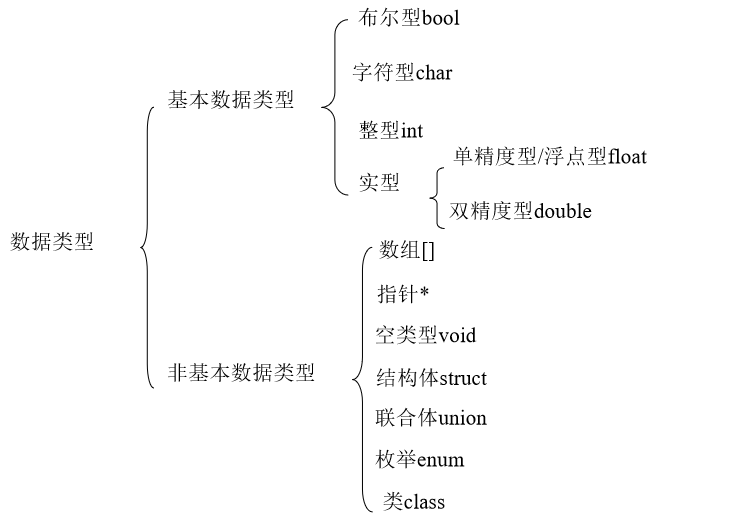 数据类型
基本数据类型
布尔型bool
字符型char
整型int
实型
单精度型/浮点型float
双精度型double
非基本数据类型
数组[]
指针*
空类型void
结构体struct
联合体union
枚举enum
类class